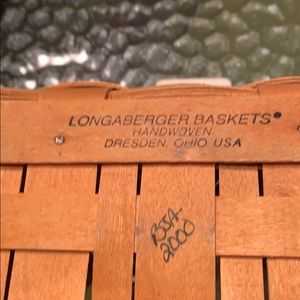 LONGABERGER BASKETS®
HANDWOVEN
DRESDEN, OHIO USA
2000